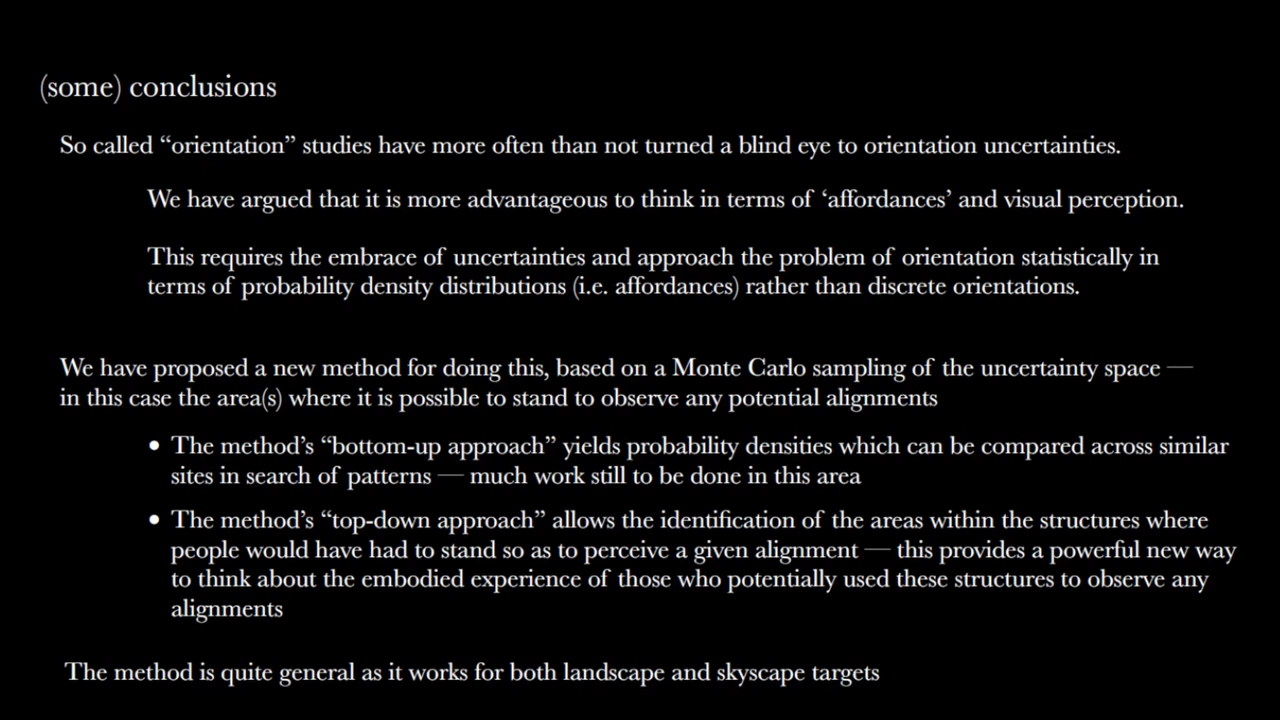 (some) conclusions
So called “orientation” studies have more often than not turned a blind eye to orientation uncertainties.
We have argued that it is more advantageous to think in terms of ‘affordances’ and visual perception.
This requires the embrace of uncertainties and approach the problem of orientation statistically in
terms of probability density distributions (i.e. affordances) rather than discrete orientations.
We have proposed a new method for doing this, based on a Monte Carlo sampling of the uncertainty space —
in this case the area(s) where it is possible to stand to observe any potential alignments
• The method’s “bottom-up approach” yields probability densities which can be compared across similar
sites in search of patterns — much work still to be done in this area
• The method’s “top-down approach” allows the identification of the areas within the structures where
people would have had to stand so as to perceive a given alignment — this provides a powerful new way
to think about the embodied experience of those who potentially used these structures to observe any
alignments
The method is quite general as it works for both landscape and skyscape targets